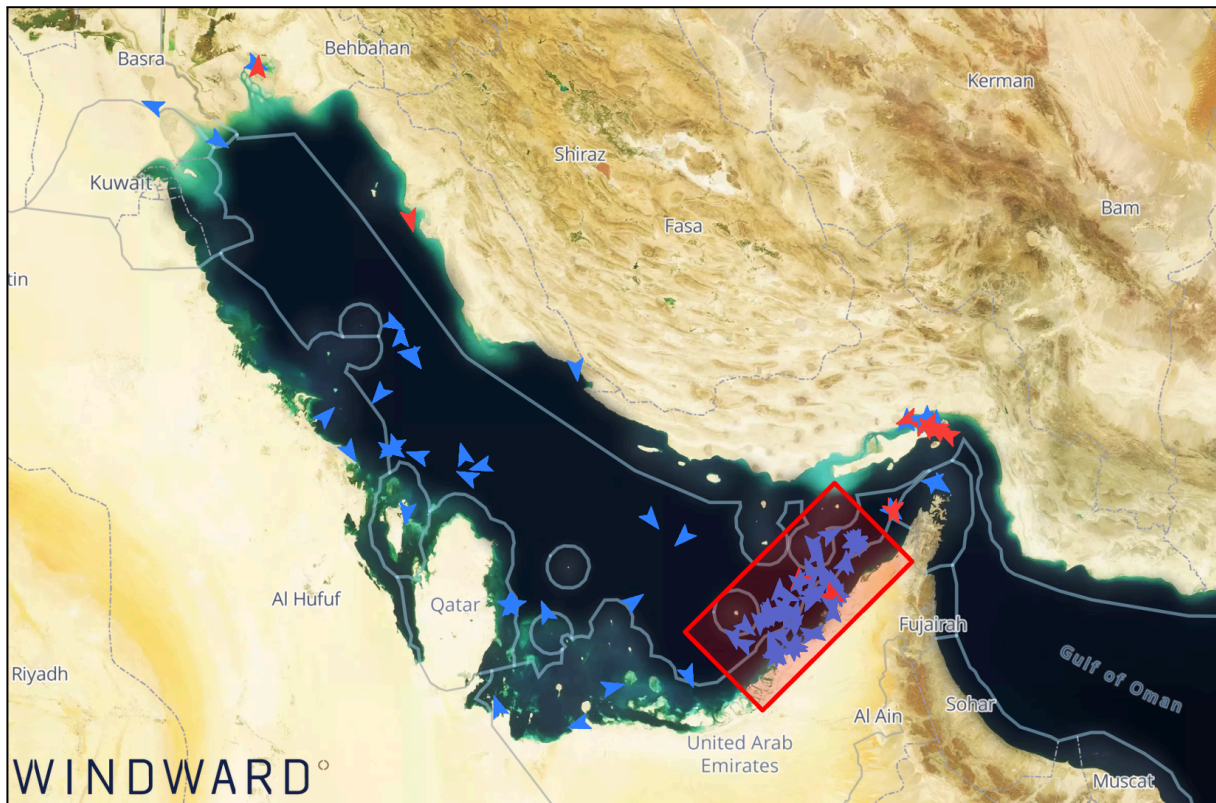 Behbahan
Basra
Kerman
Shiraz
Kuwait
Bam
Fasa
tin
Al Hufuf
Qatar
Fujairah
Gulf of Oman
Riyadh
Sohar
Al Ain
United Arab
Emirates
WINDWARD
Muscat